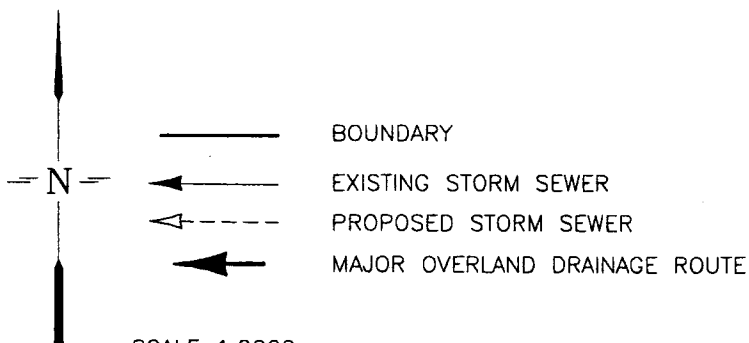 BOUNDARY
N
EXISTING STORM SEWER
PROPOSED STORM SEWER
MAJOR OVERLAND DRAINAGE ROUTE